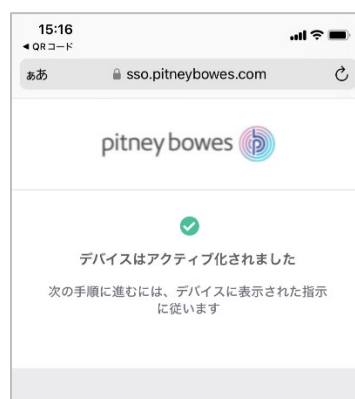 15:16
◀ QRコード
ぁあ sso.pitneybowes.com
pitney bowes
デバイスはアクティブ化されました
次の手順に進むには、デバイスに表示された指示
に従います